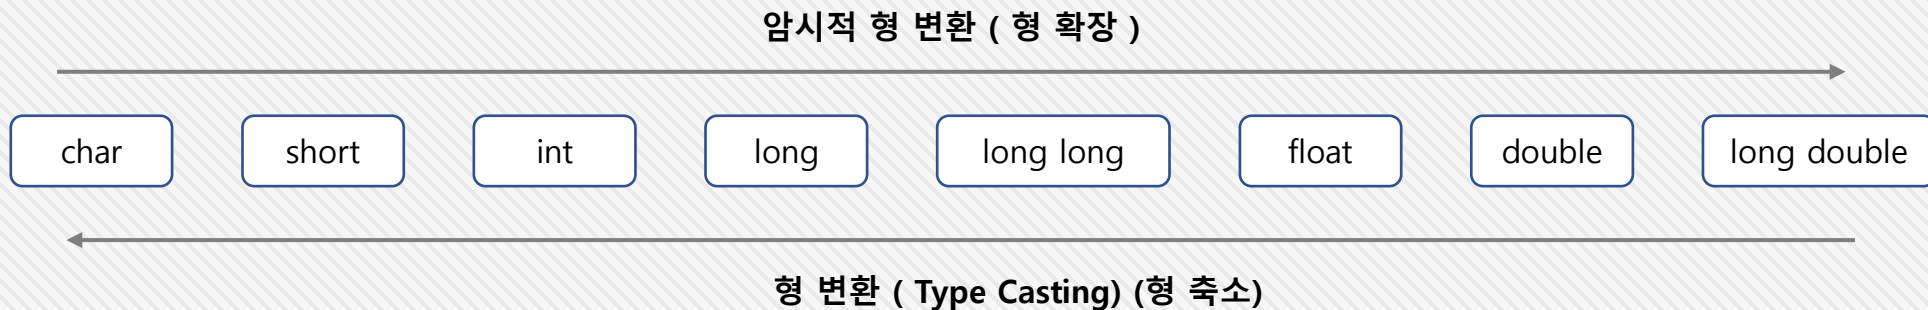 암시적 형 변환 ( 형 확장 )
char short int long long long float double long double
형 변환 ( Type Casting) (형 축소)